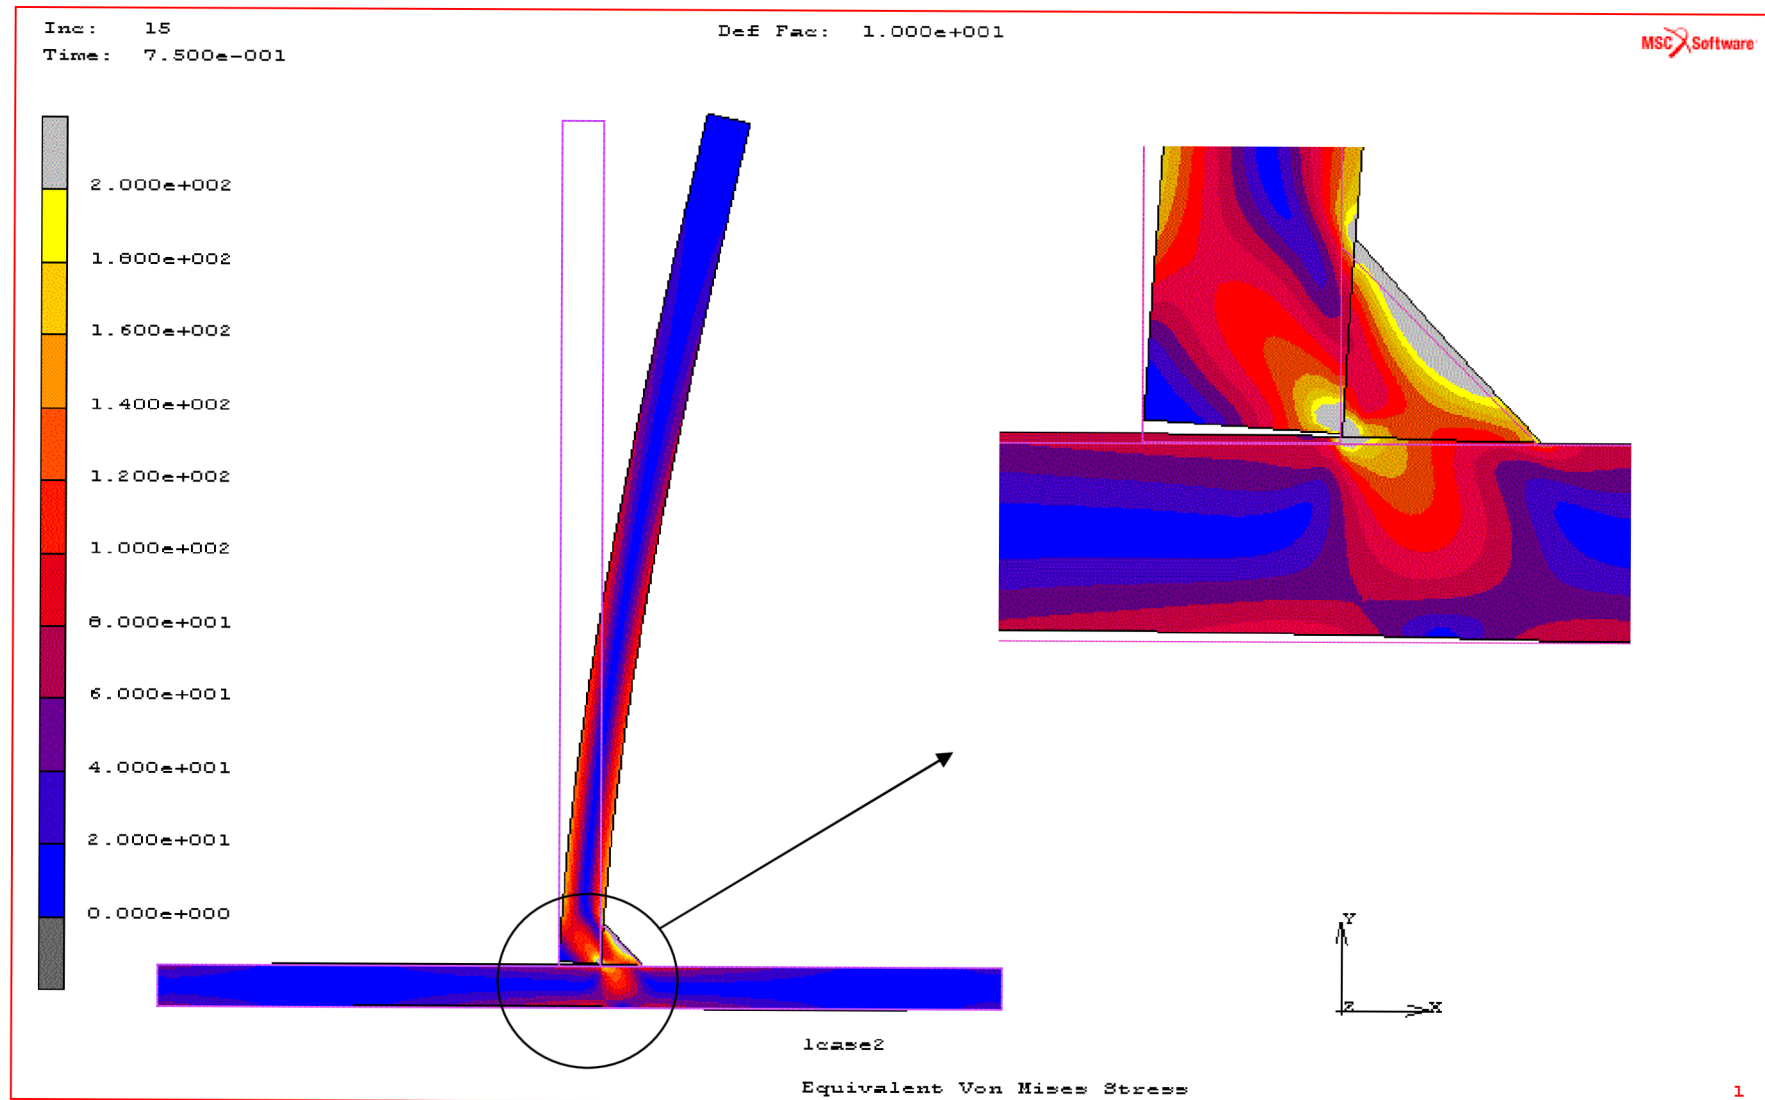 Inc: 15
Time: 7.500e-001
Def Fac: 1.000e+001
MSC Software
2.000e+002
1.800e+002
1.600e+002
1.400e+002
1.200e+002
1.000e+002
8.000e+001
6.000e+001
4.000e+001
2.000e+001
0.000e+000
Y
Z X
lcase2
Equivalent Von Mises Stress
1